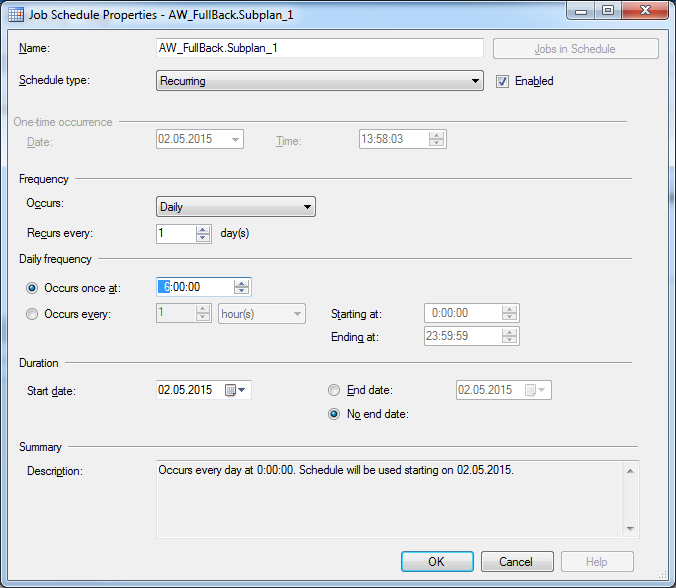 Job Schedule Properties - AW_FullBack.Subplan_1
Name: AW_FullBack.Subplan_1 Jobs in Schedule
Schedule type: Recurring Enabled
One-time occurrence
Date: 02.05.2015 Time: 13:58:03
Frequency
Occurs: Daily
Recurs every: 1 day(s)
Daily frequency
Occurs once at: 6:00:00
Occurs every: 1 hour(s) Starting at: 0:00:00
Ending at: 23:59:59
Duration
Start date: 02.05.2015 End date: 02.05.2015
No end date:
Summary
Description: Occurs every day at 0:00:00. Schedule will be used starting on 02.05.2015.
OK Cancel Help